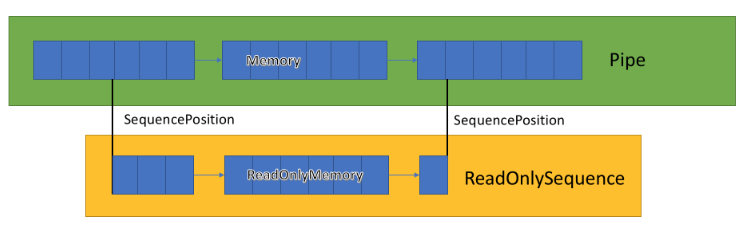 Memory
Pipe
SequencePosition
SequencePosition
ReadOnlyMemory
ReadOnlySequence